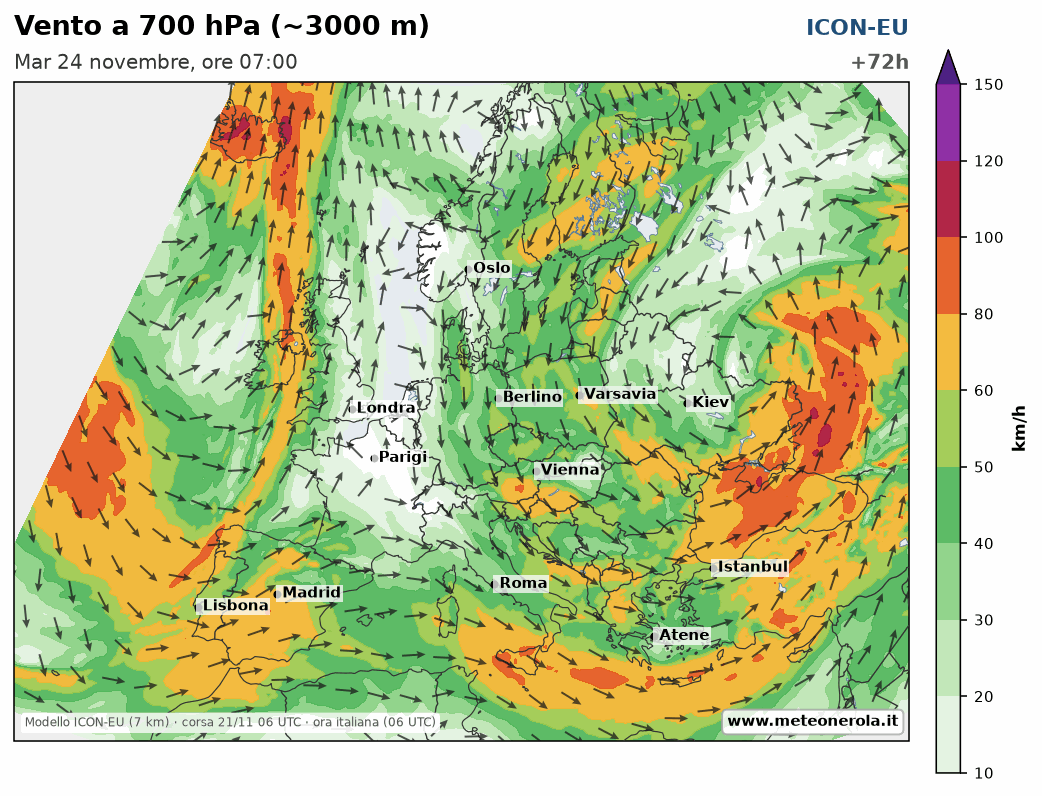 Vento a 700 hPa (~3000 m)
ICON-EU
Mar 24 novembre, ore 07:00
+72h
150
120
100
80
60
50
40
30
20
10
km/h
Oslo
Londra
Berlino
Varsavia
Kiev
Parigi
Vienna
Istanbul
Roma
Madrid
Lisbona
Atene
Modello ICON-EU (7 km) · corsa 21/11 06 UTC · ora italiana (06 UTC)
www.meteonerola.it